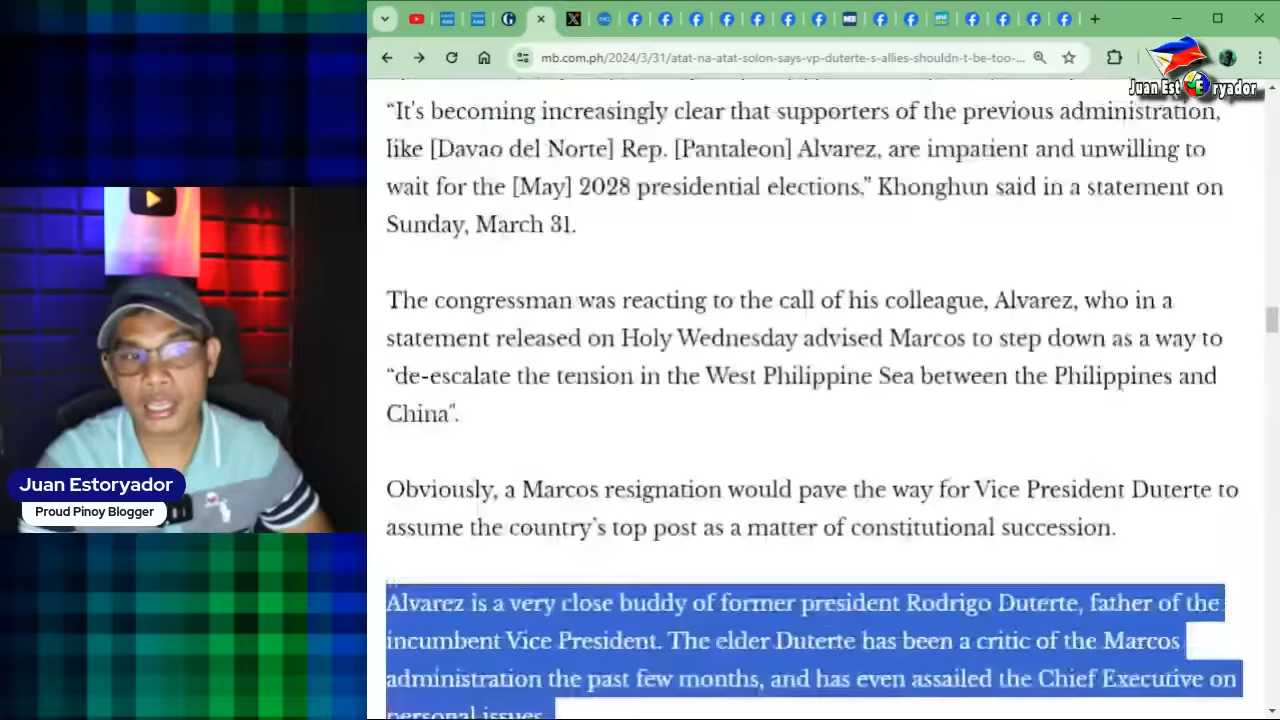 mb.com.ph/2024/3/31/atat-na-atat-solon-says-vp-duterte-s-allies-shouldn-t-be-too-...
Juan Est ryador
“It's becoming increasingly clear that supporters of the previous administration,
like [Davao del Norte] Rep. [Pantaleon] Alvarez, are impatient and unwilling to
wait for the [May] 2028 presidential elections,” Khonghun said in a statement on
Sunday, March 31.
The congressman was reacting to the call of his colleague, Alvarez, who in a
statement released on Holy Wednesday advised Marcos to step down as a way to
“de-escalate the tension in the West Philippine Sea between the Philippines and
China".
Obviously, a Marcos resignation would pave the way for Vice President Duterte to
assume the country's top post as a matter of constitutional succession.
Alvarez is a very close buddy of former president Rodrigo Duterte, father of the
incumbent Vice President. The elder Duterte has been a critic of the Marcos
administration the past few months, and has even assailed the Chief Executive on
personal issues.
Juan Estoryador
Proud Pinoy Blogger